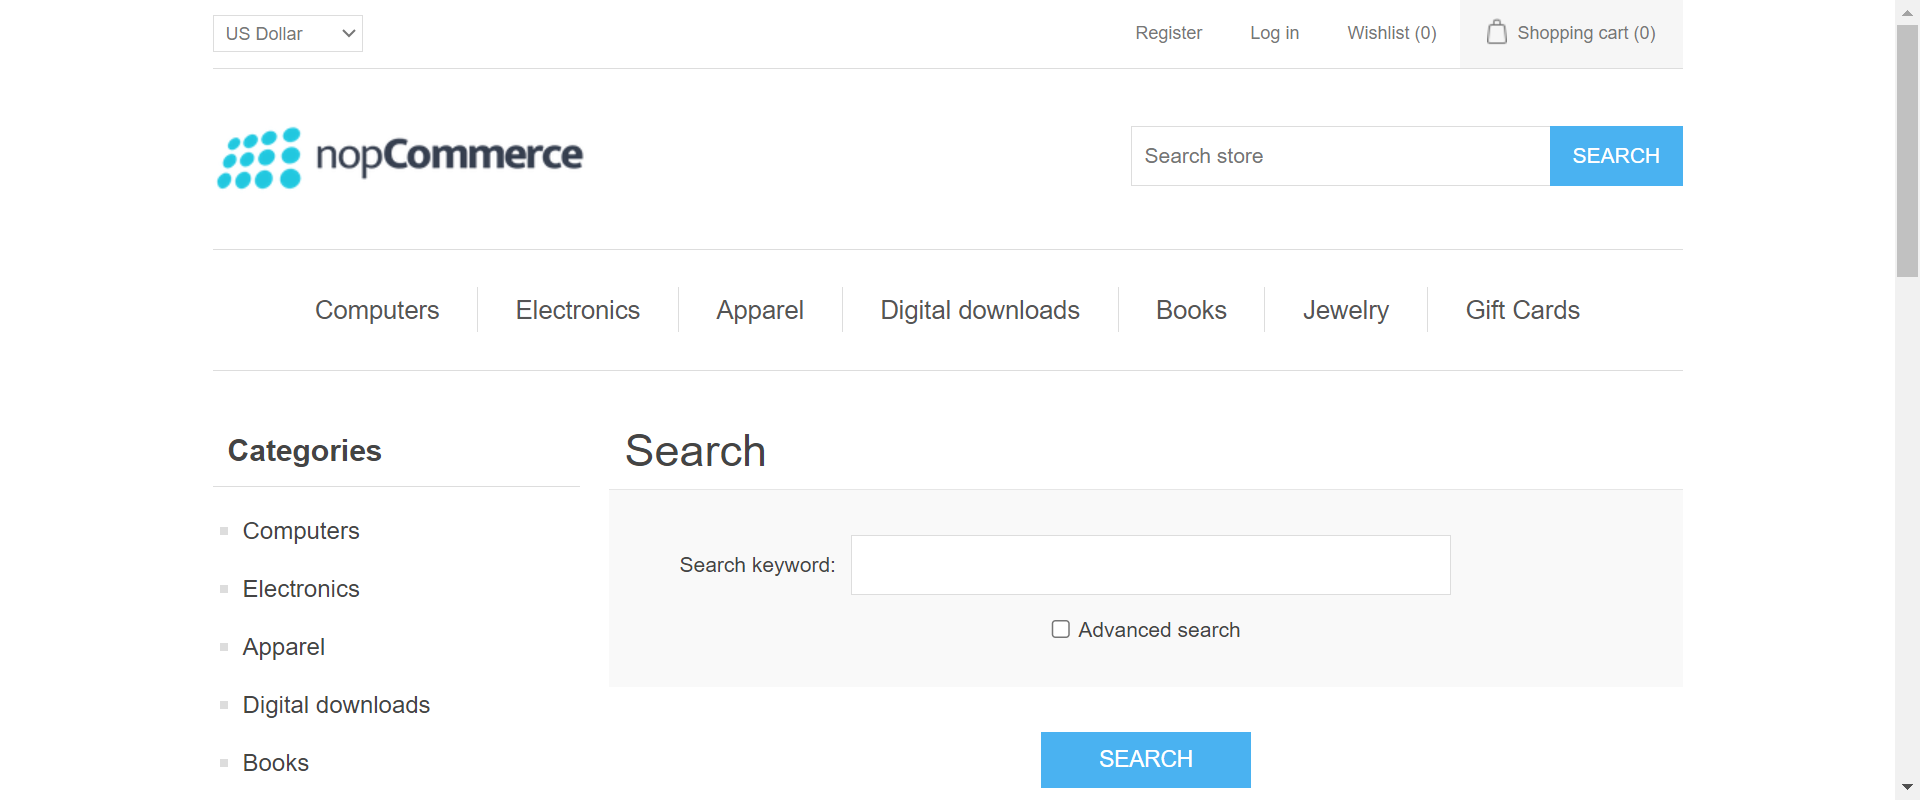 US Dollar
Register
Log in
Wishlist (0)
Shopping cart (0)
nopCommerce
Search store
SEARCH
Computers
Electronics
Apparel
Digital downloads
Books
Jewelry
Gift Cards
Categories
Computers
Electronics
Apparel
Digital downloads
Books
Search
Search keyword:
Advanced search
SEARCH